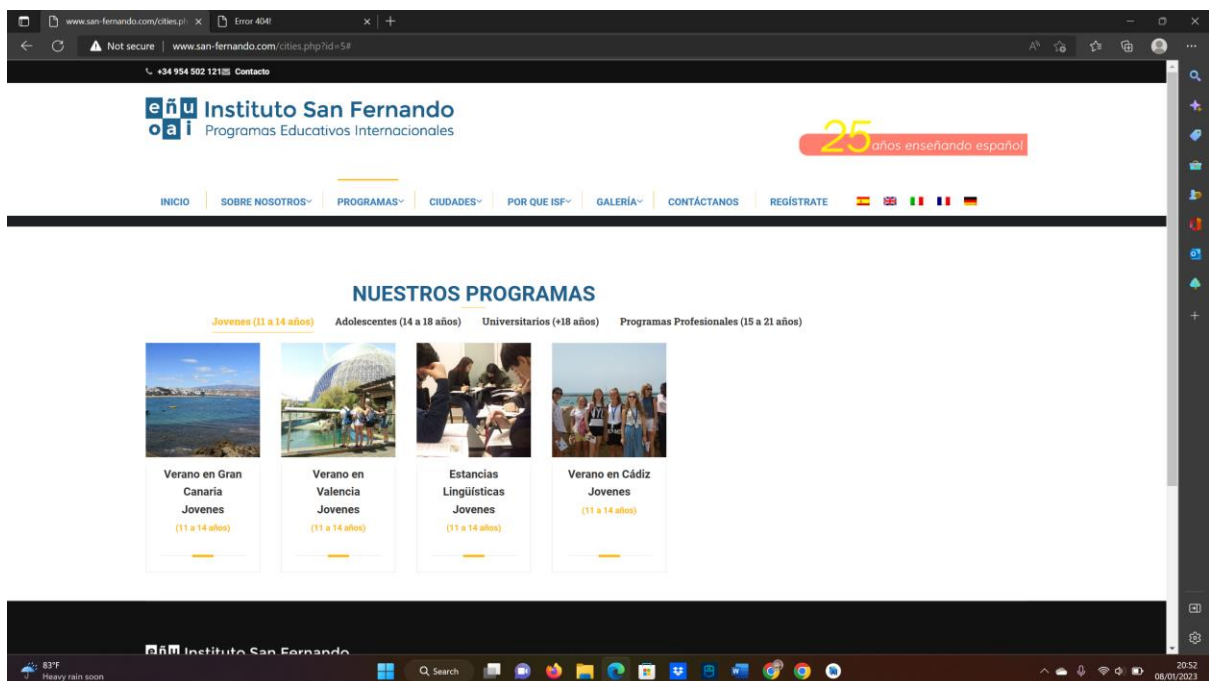 www.san-fernando.com/cities.ph
Error 404!
Not secure | www.san-fernando.com/cities.php?id=5#
+34 954 502 121 Contacto
eñu
oai
Instituto San Fernando
Programas Educativos Internacionales
25 años enseñando español
INICIO SOBRE NOSOTROS PROGRAMAS CIUDADES POR QUE ISF GALERÍA CONTÁCTANOS REGÍSTRATE
NUESTROS PROGRAMAS
Jovenes (11 a 14 años) Adolescentes (14 a 18 años) Universitarios (+18 años) Programas Profesionales (15 a 21 años)
Verano en Gran
Canaria
Jovenes
(11 a 14 años)
Verano en
Valencia
Jovenes
(11 a 14 años)
Estancias
Lingüísticas
Jovenes
(11 a 14 años)
Verano en Cádiz
Jovenes
(11 a 14 años)
eñu Instituto San Fernando
83°F
Heavy rain soon
Search
20:52
08/01/2023